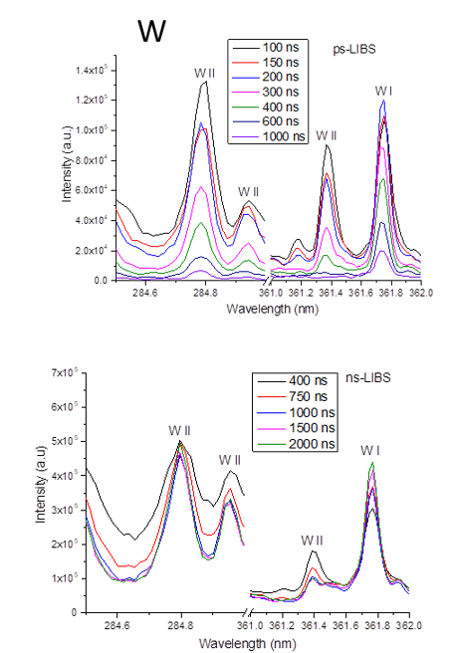 W
100 ns
150 ns
200 ns
300 ns
400 ns
600 ns
1000 ns
ps-LIBS
W II
W II
W II
W I
1.4x10⁵
1.2x10⁵
1.0x10⁵
8.0x10⁴
6.0x10⁴
4.0x10⁴
2.0x10⁴
0.0
Intensity (a.u.)
284.6 284.8 361.0 361.2 361.4 361.6 361.8 362.0
Wavelength (nm)
400 ns
750 ns
1000 ns
1500 ns
2000 ns
ns-LIBS
W II
W II
W II
W I
7x10⁵
6x10⁵
5x10⁵
4x10⁵
3x10⁵
2x10⁵
1x10⁵
0
Intensity (a.u)
284.6 284.8 361.0 361.2 361.4 361.6 361.8 362.0
Wavelength (nm)